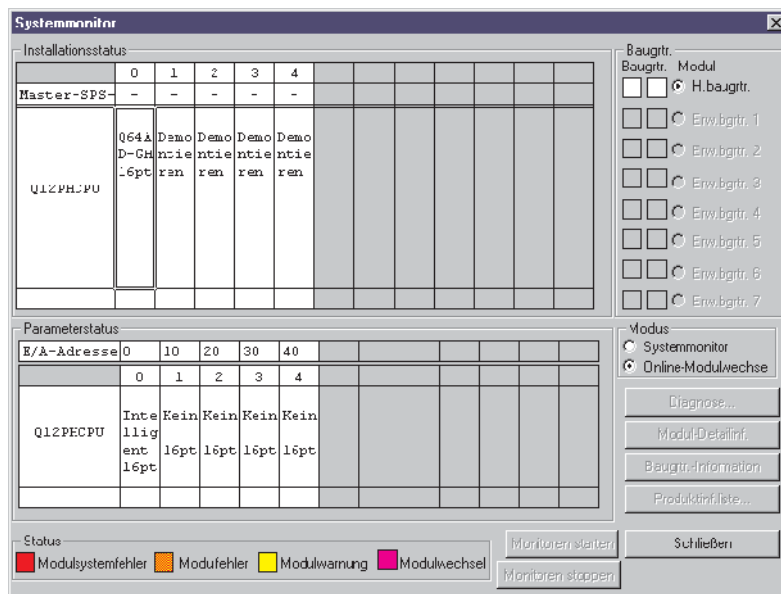 Systemmonitor
Installationsstatus
0 1 2 3 4
Master-SPS- - - - - -
Q12PHCPU
Q64A Demo Demo Demo Demo
D-GH ntie ntie ntie ntie
16pt ren ren ren ren
Baugrtr.
Baugrtr. Modul
H.baugrtr.
Erw.bgrtr. 1
Erw.bgrtr. 2
Erw.bgrtr. 3
Erw.bgrtr. 4
Erw.bgrtr. 5
Erw.bgrtr. 6
Erw.bgrtr. 7
Parameterstatus
E/A-Adresse 0 10 20 30 40
0 1 2 3 4
Q12PECPU
Inte Kein Kein Kein Kein
llig
ent 16pt 16pt 16pt 16pt
16pt
Modus
Systemmonitor
Online-Modulwechse
Diagnose...
Modul-Detailinf.
Baugrtr.-Information
Produktinf.liste...
Status
Modulsystemfehler Modufehler Modulwarnung Modulwechsel
Monitoren starten
Monitoren stoppen
Schließen